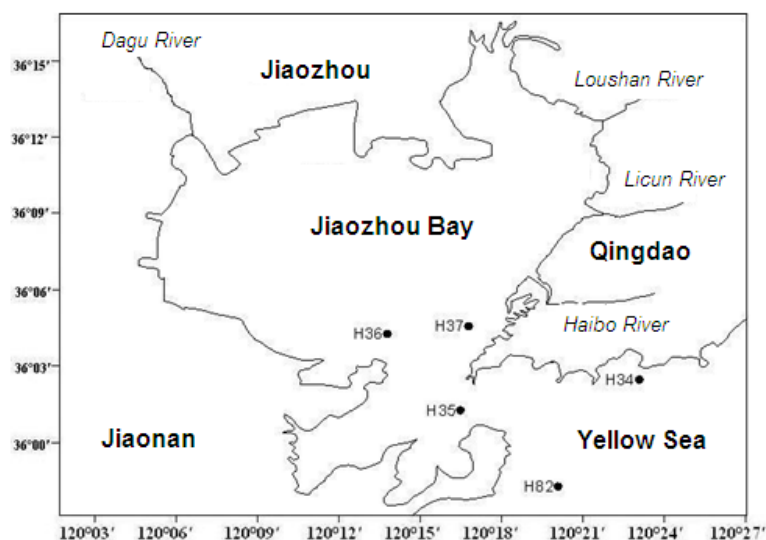 Dagu River
36°15′
Jiaozhou
Loushan River
36°12′
Licun River
36°09′
Jiaozhou Bay
Qingdao
36°06′
H36
H37
Haibo River
36°03′
H34
H35
36°00′
Jiaonan
Yellow Sea
H82
120°03′ 120°06′ 120°09′ 120°12′ 120°15′ 120°18′ 120°21′ 120°24′ 120°27′